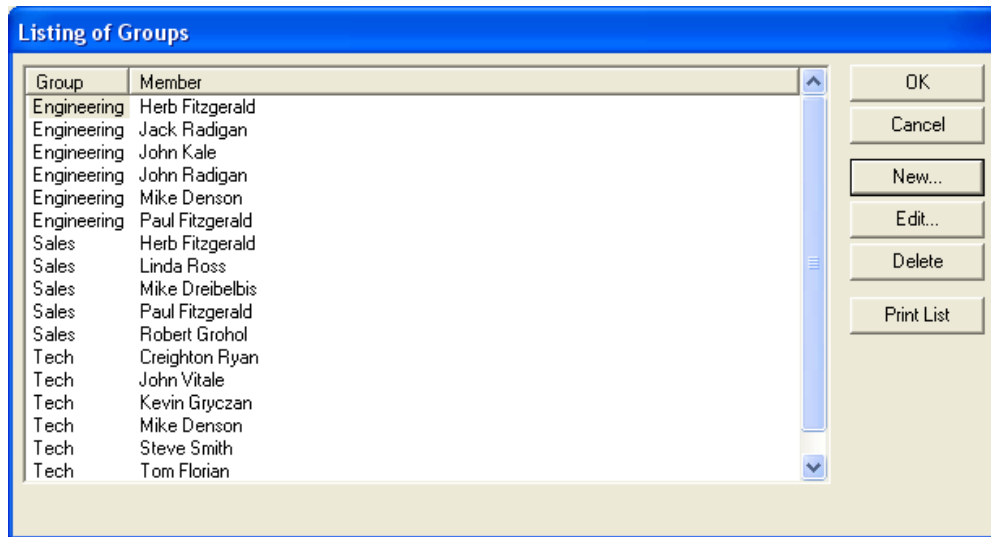 Listing of Groups
Group Member
Engineering Herb Fitzgerald
Engineering Jack Radigan
Engineering John Kale
Engineering John Radigan
Engineering Mike Denson
Engineering Paul Fitzgerald
Sales Herb Fitzgerald
Sales Linda Ross
Sales Mike Dreibelbis
Sales Paul Fitzgerald
Sales Robert Grohol
Tech Creighton Ryan
Tech John Vitale
Tech Kevin Gryczan
Tech Mike Denson
Tech Steve Smith
Tech Tom Florian
OK
Cancel
New...
Edit...
Delete
Print List